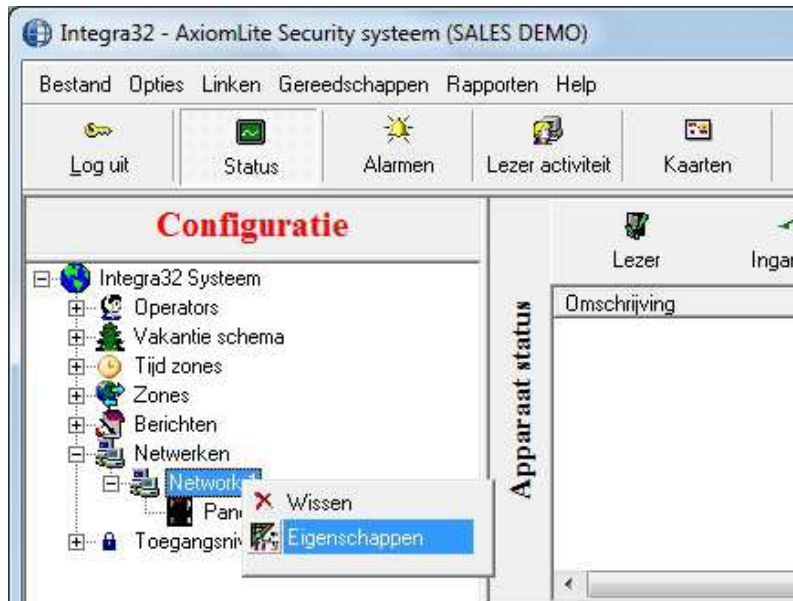 Integra32 - AxiomLite Security systeem (SALES DEMO)
Bestand Opties Linken Gereedschappen Rapporten Help
Log uit Status Alarmen Lezer activiteit Kaarten
Configuratie
Lezer
Integra32 Systeem
Operators
Vakantie schema
Tijd zones
Zones
Berichten
Netwerken
Network
Wissen
Eigenschappen
Apparaat status
Omschrijving